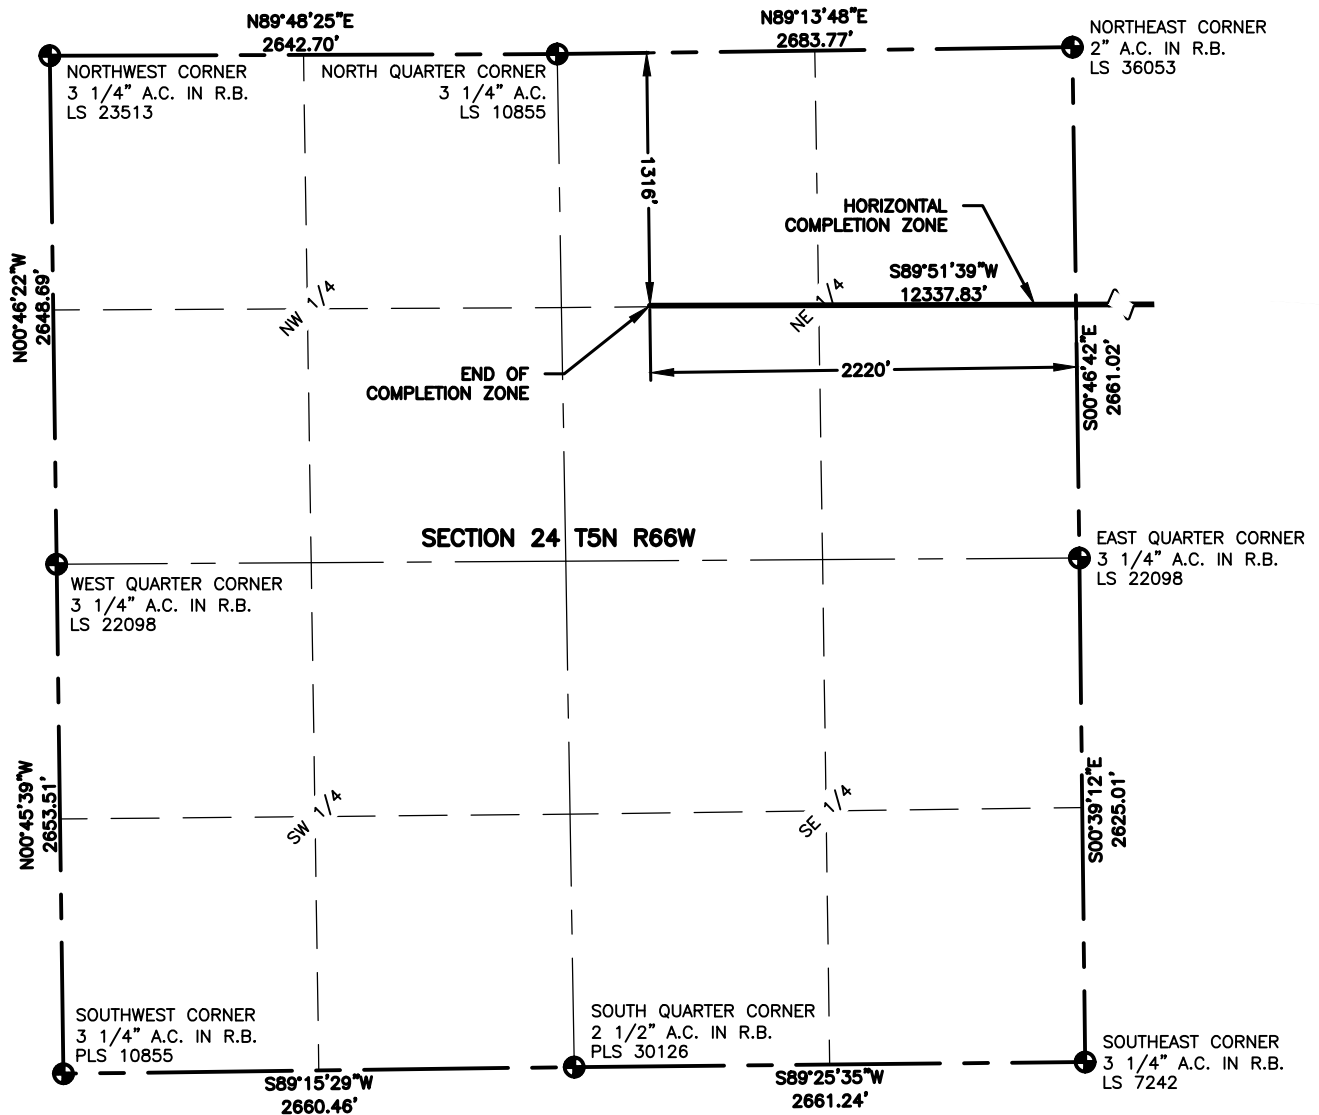 N89°48'25"E
2642.70'
N89°13'48"E
2683.77'
NORTHEAST CORNER
2" A.C. IN R.B.
LS 36053
NORTHWEST CORNER
3 1/4" A.C. IN R.B.
LS 23513
NORTH QUARTER CORNER
3 1/4" A.C.
LS 10855
1316'
HORIZONTAL
COMPLETION ZONE
S89°51'39"W
12337.83'
N00°46'22"W
2648.69'
NW 1/4
NE 1/4
END OF
COMPLETION ZONE
2220'
S00°46'42"E
2661.02'
SECTION 24 T5N R66W
EAST QUARTER CORNER
3 1/4" A.C. IN R.B.
LS 22098
WEST QUARTER CORNER
3 1/4" A.C. IN R.B.
LS 22098
N00°45'39"W
2653.51'
SW 1/4
SE 1/4
S00°39'12"E
2625.01'
SOUTHWEST CORNER
3 1/4" A.C. IN R.B.
PLS 10855
SOUTH QUARTER CORNER
2 1/2" A.C. IN R.B.
PLS 30126
SOUTHEAST CORNER
3 1/4" A.C. IN R.B.
LS 7242
S89°15'29"W
2660.46'
S89°25'35"W
2661.24'